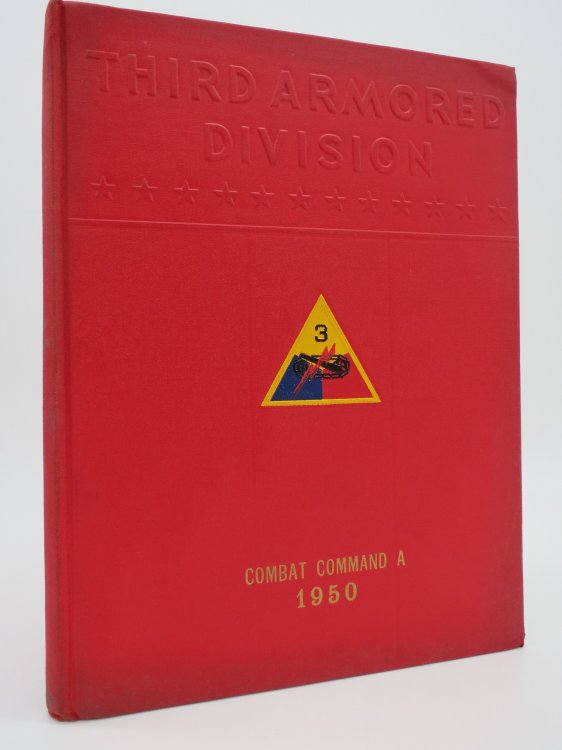 THIRD ARMORED
DIVISION
3
COMBAT COMMAND A
1950